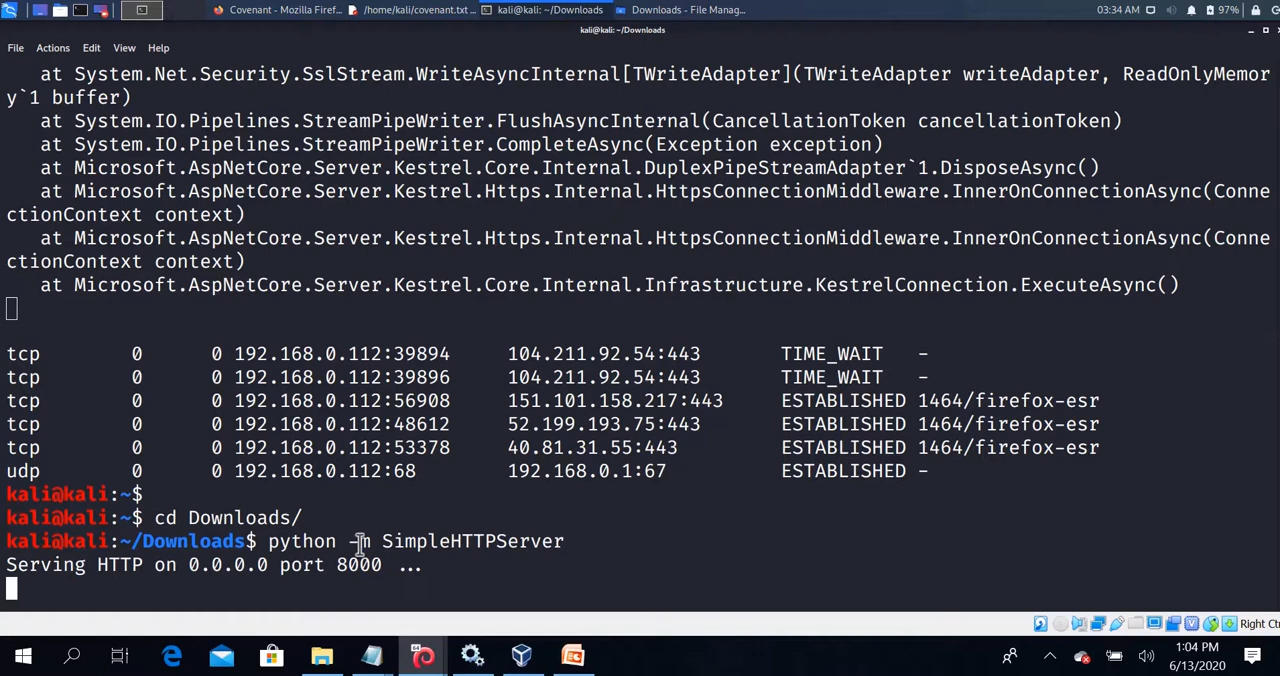 Covenant - Mozilla Firef...
/home/kali/covenant.txt ...
kali@kali: ~/Downloads
Downloads - File Manag...
03:34 AM
97%
kali@kali: ~/Downloads
File Actions Edit View Help
at System.Net.Security.SslStream.WriteAsyncInternal[TWriteAdapter](TWriteAdapter writeAdapter, ReadOnlyMemor
y`1 buffer)
at System.IO.Pipelines.StreamPipeWriter.FlushAsyncInternal(CancellationToken cancellationToken)
at System.IO.Pipelines.StreamPipeWriter.CompleteAsync(Exception exception)
at Microsoft.AspNetCore.Server.Kestrel.Core.Internal.DuplexPipeStreamAdapter`1.DisposeAsync()
at Microsoft.AspNetCore.Server.Kestrel.Https.Internal.HttpsConnectionMiddleware.InnerOnConnectionAsync(Conne
ctionContext context)
at Microsoft.AspNetCore.Server.Kestrel.Https.Internal.HttpsConnectionMiddleware.InnerOnConnectionAsync(Conne
ctionContext context)
at Microsoft.AspNetCore.Server.Kestrel.Core.Internal.Infrastructure.KestrelConnection.ExecuteAsync()
tcp 0 0 192.168.0.112:39894 104.211.92.54:443 TIME_WAIT -
tcp 0 0 192.168.0.112:39896 104.211.92.54:443 TIME_WAIT -
tcp 0 0 192.168.0.112:56908 151.101.158.217:443 ESTABLISHED 1464/firefox-esr
tcp 0 0 192.168.0.112:48612 52.199.193.75:443 ESTABLISHED 1464/firefox-esr
tcp 0 0 192.168.0.112:53378 40.81.31.55:443 ESTABLISHED 1464/firefox-esr
udp 0 0 192.168.0.112:68 192.168.0.1:67 ESTABLISHED -
kali@kali:~$
kali@kali:~$ cd Downloads/
kali@kali:~/Downloads$ python -m SimpleHTTPServer
Serving HTTP on 0.0.0.0 port 8000 ...
Right Ctr
64
1:04 PM
6/13/2020